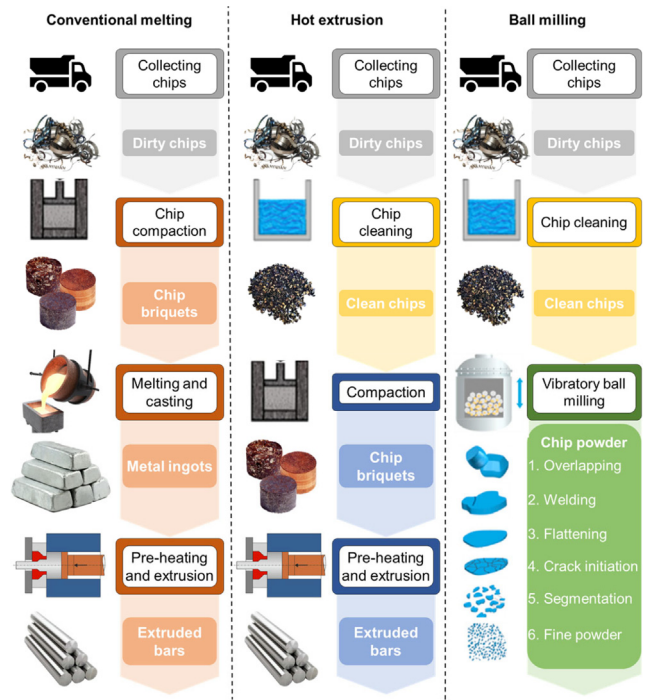 Conventional melting
Collecting
chips
Dirty chips
Chip
compaction
Chip
briquets
Melting and
casting
Metal ingots
Pre-heating
and extrusion
Extruded
bars
Hot extrusion
Collecting
chips
Dirty chips
Chip
cleaning
Clean chips
Compaction
Chip
briquets
Pre-heating
and extrusion
Extruded
bars
Ball milling
Collecting
chips
Dirty chips
Chip cleaning
Clean chips
Vibratory ball
milling
Chip powder
1. Overlapping
2. Welding
3. Flattening
4. Crack initiation
5. Segmentation
6. Fine powder